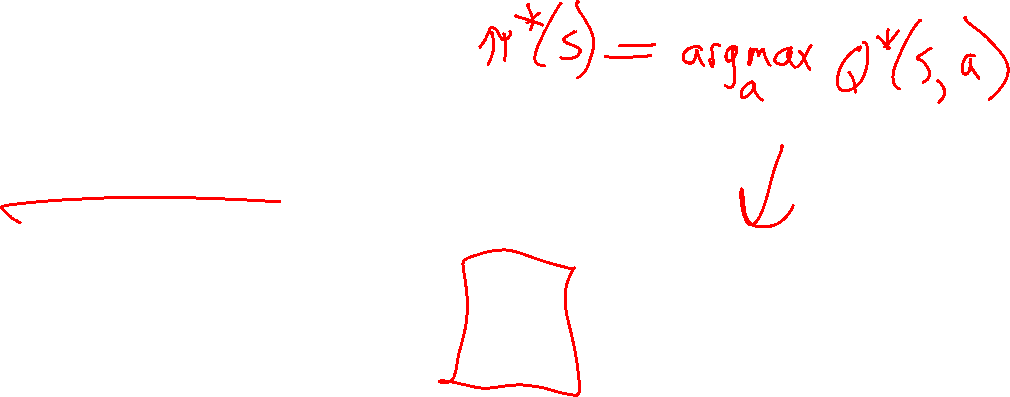 π*(s) = argmax_a Q*(s, a)